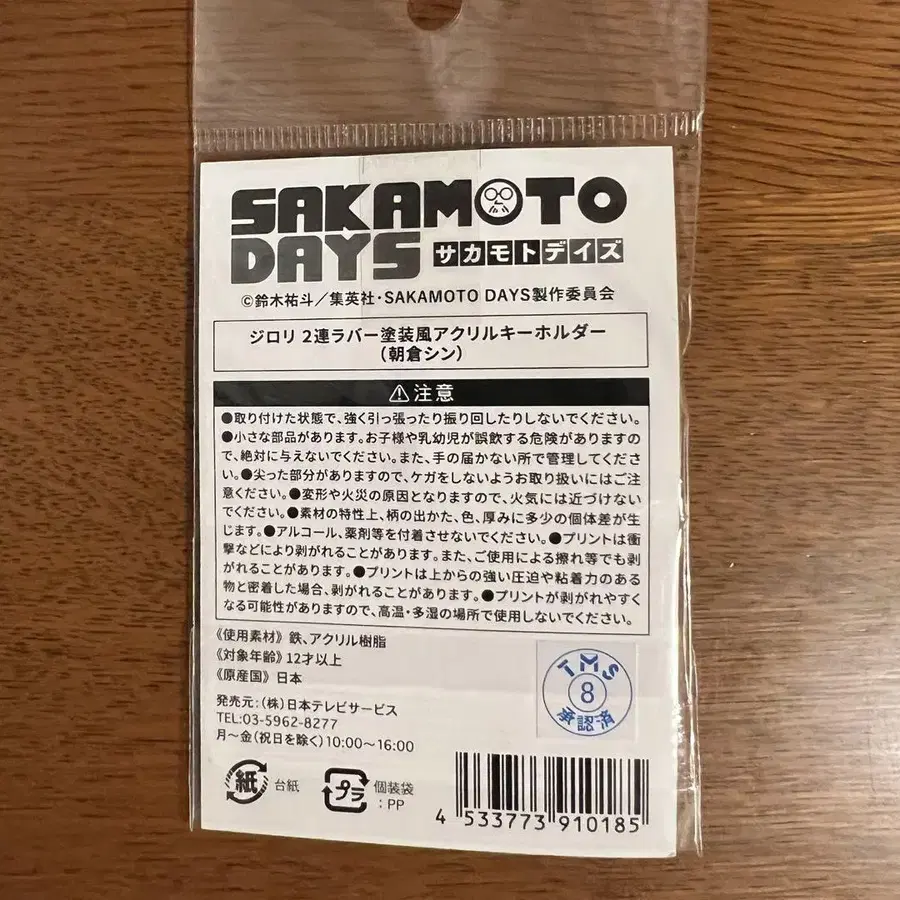 SAKAMOTO
DAYS サカモトデイズ
©鈴木祐斗/集英社・SAKAMOTO DAYS製作委員会
ジロリ 2連ラバー塗装風アクリルキーホルダー
(朝倉シン)
注意
●取り付けた状態で、強く引っ張ったり振り回したりしないでください。
●小さな部品があります。お子様や乳幼児が誤飲する危険がありますの
で、絶対に与えないでください。また、手の届かない所で管理してくださ
い。●尖った部分がありますので、ケガをしないようお取り扱いにはご注
意ください。●変形や火災の原因となりますので、火気には近づけない
でください。●素材の特性上、柄の出かた、色、厚みに多少の個体差が生
じます。●アルコール、薬剤等を付着させないでください。●プリントは衝
撃などにより剥がれることがあります。また、ご使用による擦れ等でも剥
がれることがあります。●プリントは上からの強い圧迫や粘着力のある
物と密着した場合、剥がれることがあります。●プリントが剥がれやすく
なる可能性がありますので、高温・多湿の場所で使用しないでください。
《使用素材》鉄、アクリル樹脂
《対象年齢》12才以上
《原産国》日本
発売元:(株)日本テレビサービス
TEL:03-5962-8277
月〜金(祝日を除く)10:00〜16:00
TMS
8
承認済
紙 台紙
プラ 個装袋
:PP
4 533773 910185